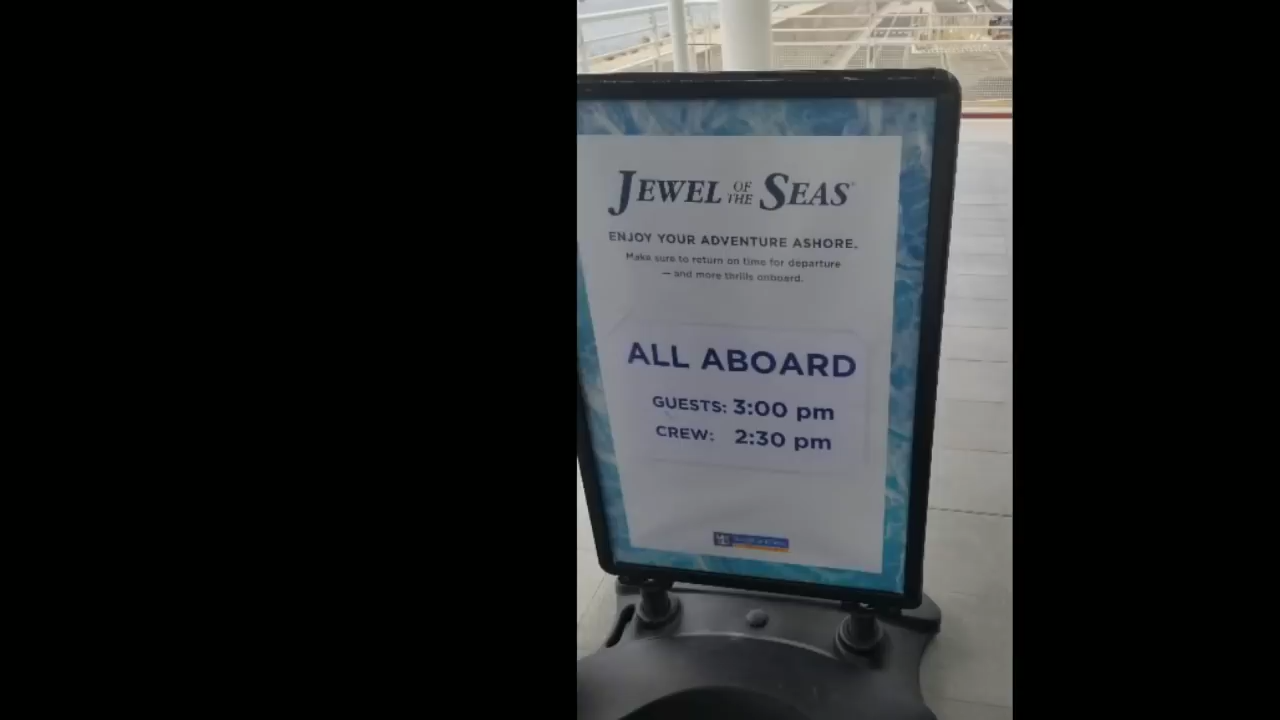 JEWEL OF THE SEAS
ENJOY YOUR ADVENTURE ASHORE.
Make sure to return on time for departure
— and more thrills onboard.
ALL ABOARD
GUESTS: 3:00 pm
CREW: 2:30 pm